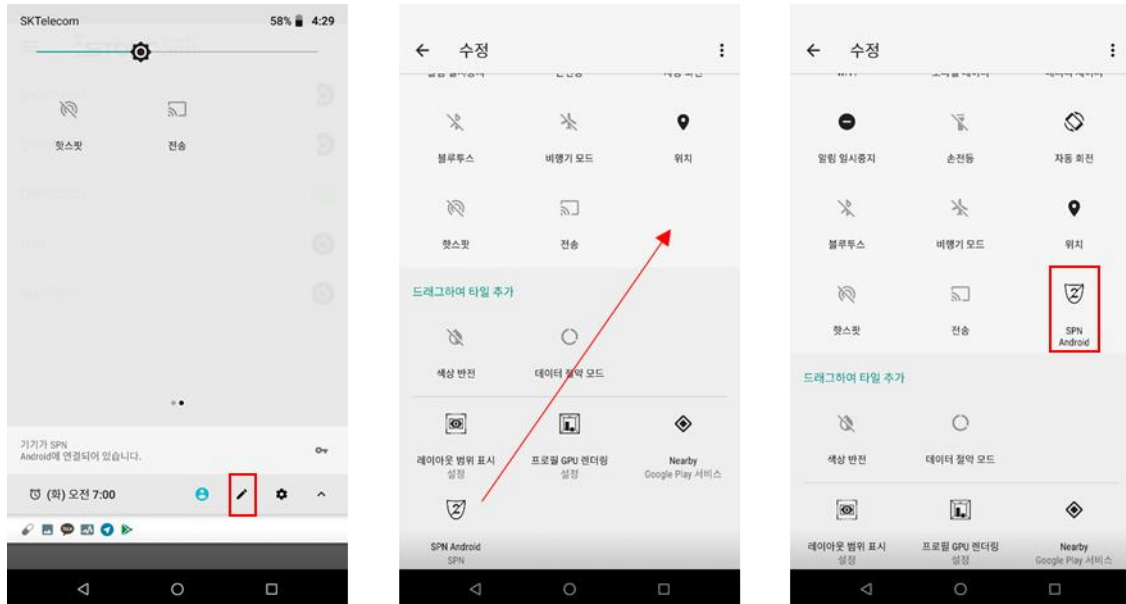 SKTelecom
58%
4:29
핫스팟
전송
기기가 SPN
Android에 연결되어 있습니다.
(화) 오전 7:00
수정
블루투스
비행기 모드
위치
핫스팟
전송
드래그하여 타일 추가
색상 반전
데이터 절약 모드
레이아웃 범위 표시
설정
프로필 GPU 렌더링
설정
Nearby
Google Play 서비스
SPN Android
SPN
수정
알림 일시중지
손전등
자동 회전
블루투스
비행기 모드
위치
핫스팟
전송
SPN
Android
드래그하여 타일 추가
색상 반전
데이터 절약 모드
레이아웃 범위 표시
설정
프로필 GPU 렌더링
설정
Nearby
Google Play 서비스